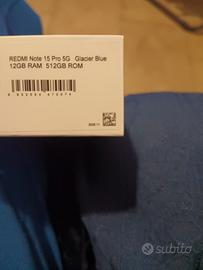 REDMI Note 15 Pro 5G Glacier Blue
12GB RAM 512GB ROM
subito